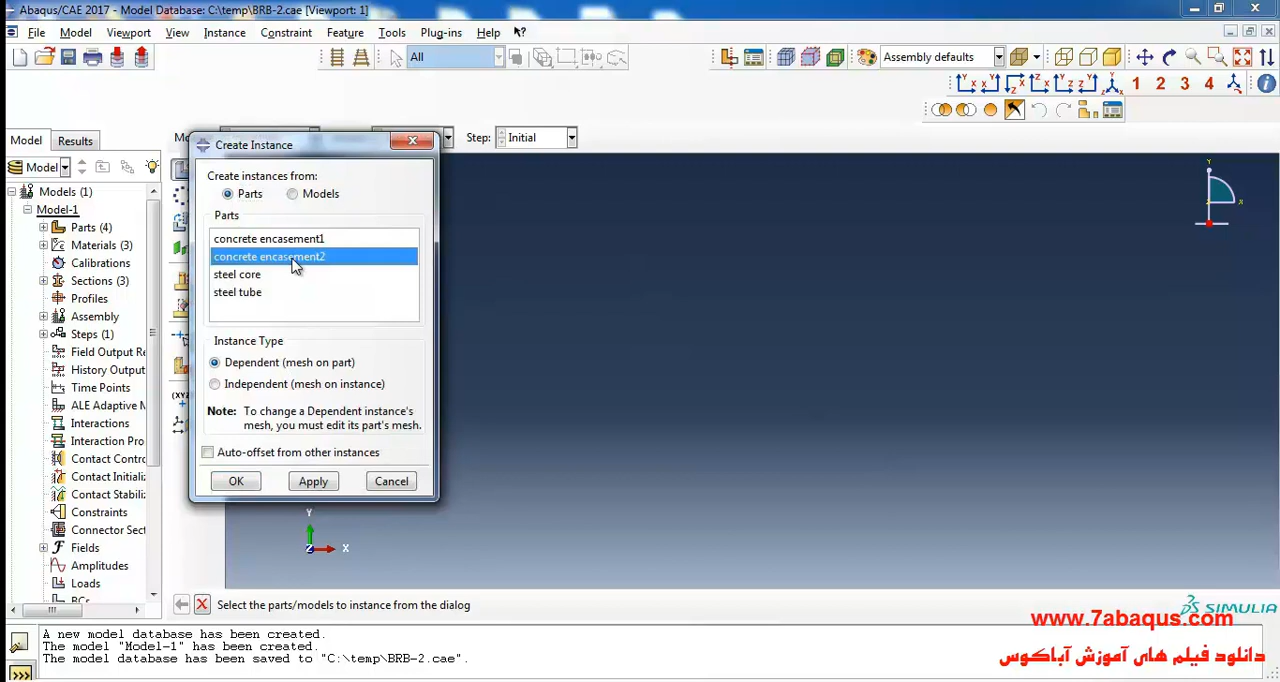 Abaqus/CAE 2017 - Model Database: C:\temp\BRB-2.cae [Viewport: 1]
File Model Viewport View Instance Constraint Feature Tools Plug-ins Help
All Assembly defaults
1 2 3 4
Model Results Step: Initial
Model
Models (1)
Model-1
Parts (4)
Materials (3)
Calibrations
Sections (3)
Profiles
Assembly
Steps (1)
Field Output Re
History Output
Time Points
ALE Adaptive M
Interactions
Interaction Pro
Contact Contro
Contact Initializ
Contact Stabiliz
Constraints
Connector Sect
Fields
Amplitudes
Loads
BCs
Create Instance
Create instances from:
Parts Models
Parts
concrete encasement1
concrete encasement2
steel core
steel tube
Instance Type
Dependent (mesh on part)
Independent (mesh on instance)
Note: To change a Dependent instance's
mesh, you must edit its part's mesh.
Auto-offset from other instances
OK Apply Cancel
Y
X
Z
Y
X
Select the parts/models to instance from the dialog
SIMULIA
A new model database has been created.
The model "Model-1" has been created.
The model database has been saved to "C:\temp\BRB-2.cae".
www.7abaqus.com
دانلود فیلم های آموزش آباکوس
>>>